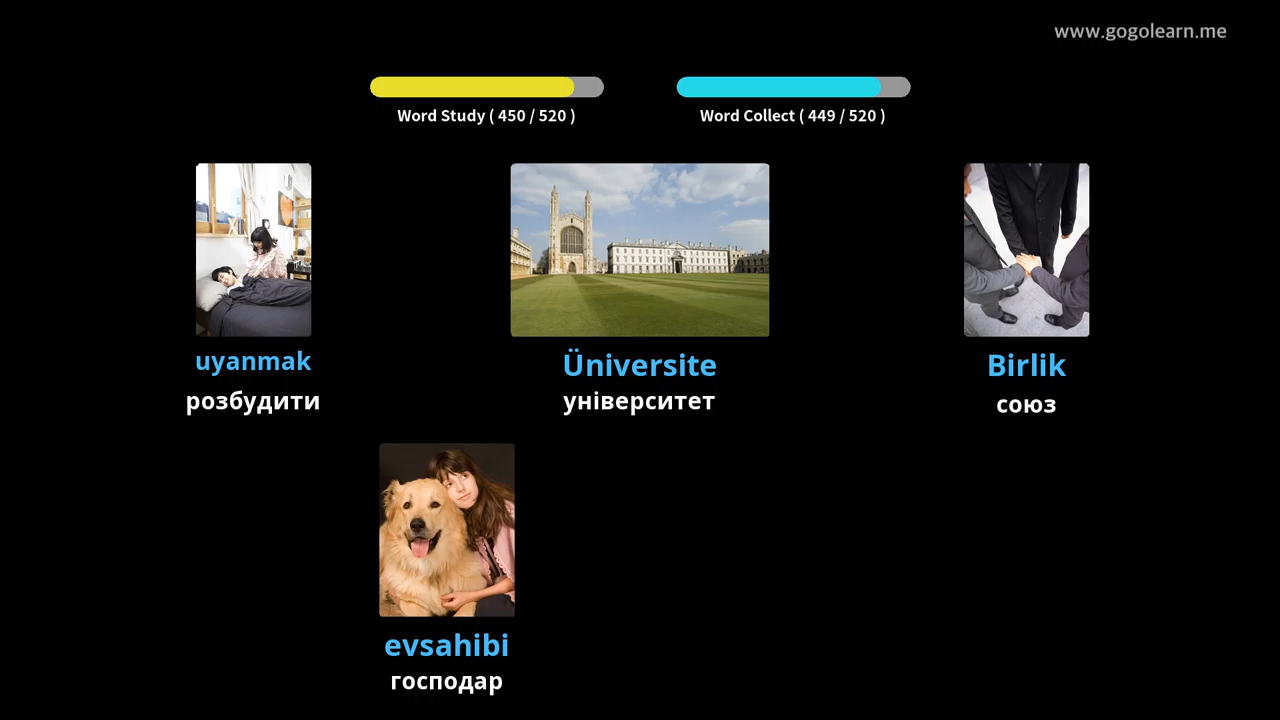 www.gogolearn.me
Word Study ( 450 / 520 )
Word Collect ( 449 / 520 )
uyanmak
розбудити
Üniversite
університет
Birlik
союз
evsahibi
господар